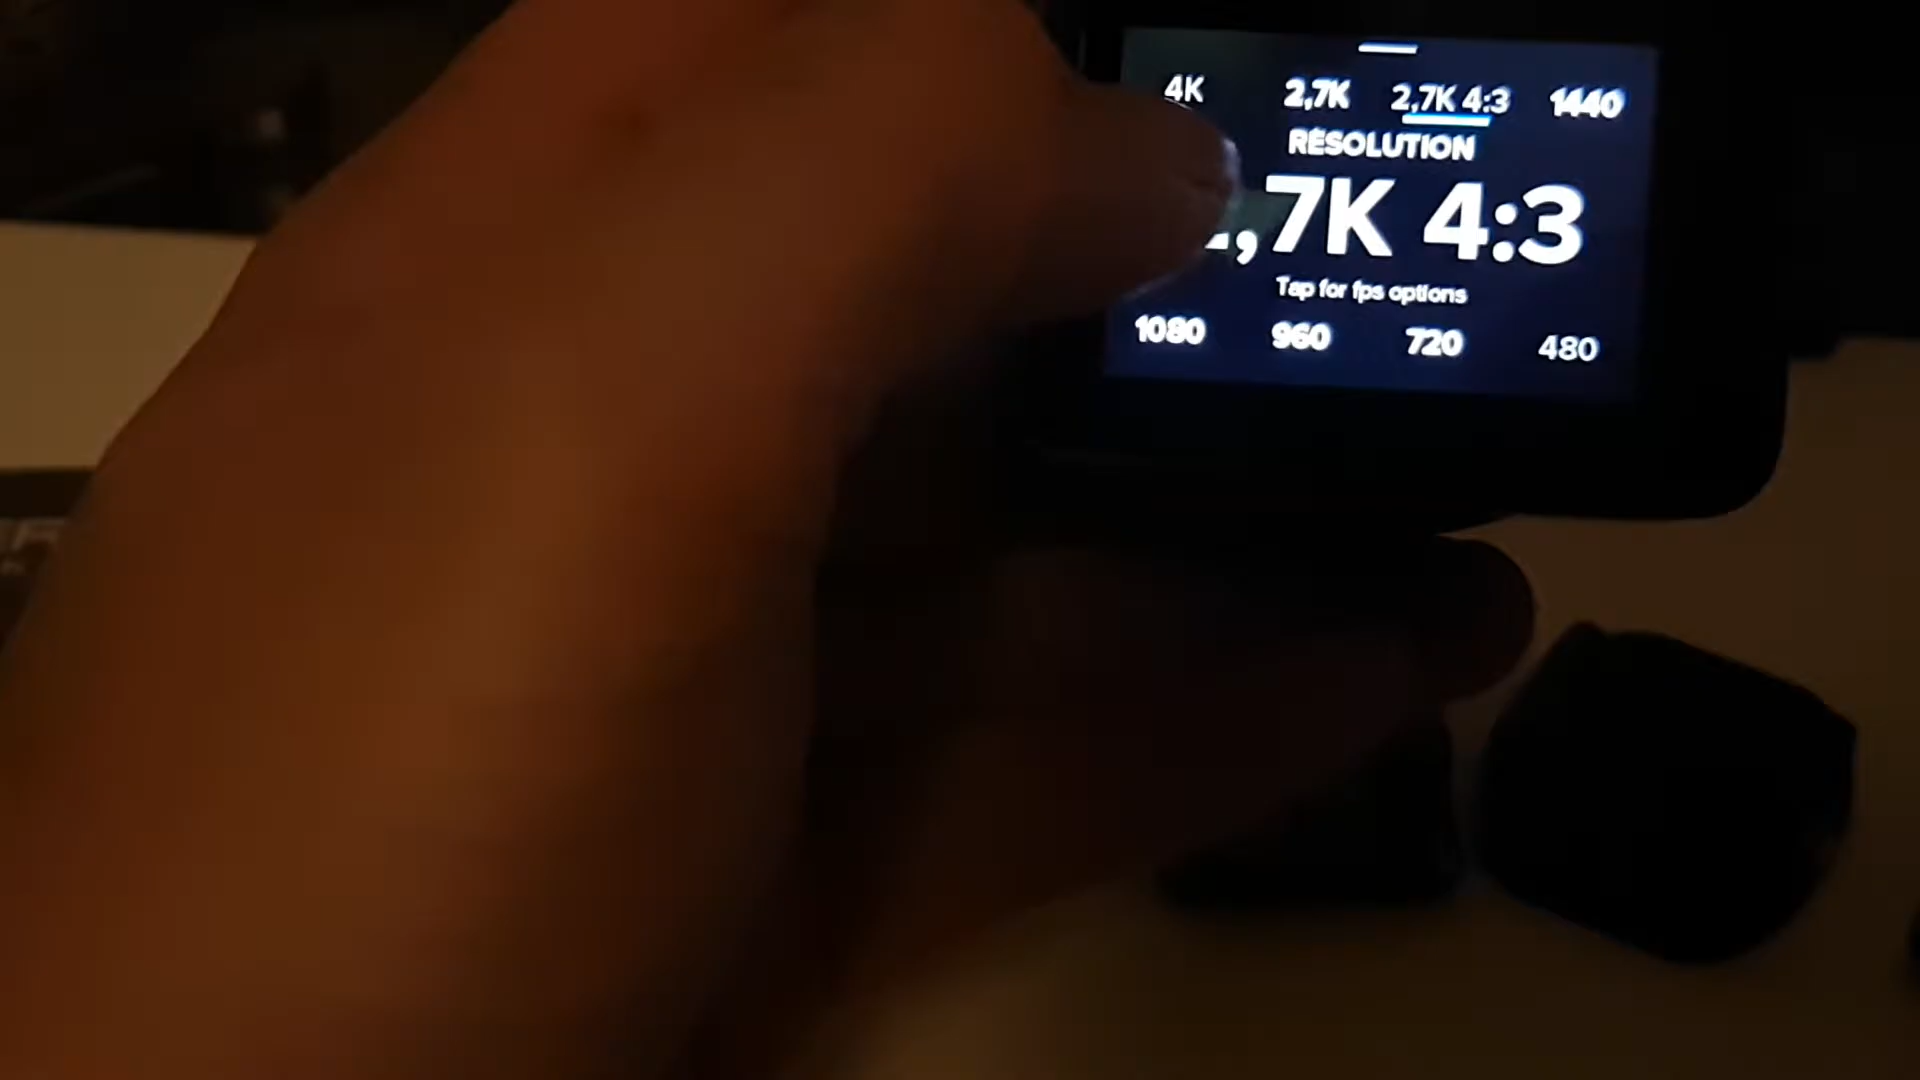 4K 2,7K 2,7K 4:3 1440
RESOLUTION
,7K 4:3
Tap for fps options
1080 960 720 480